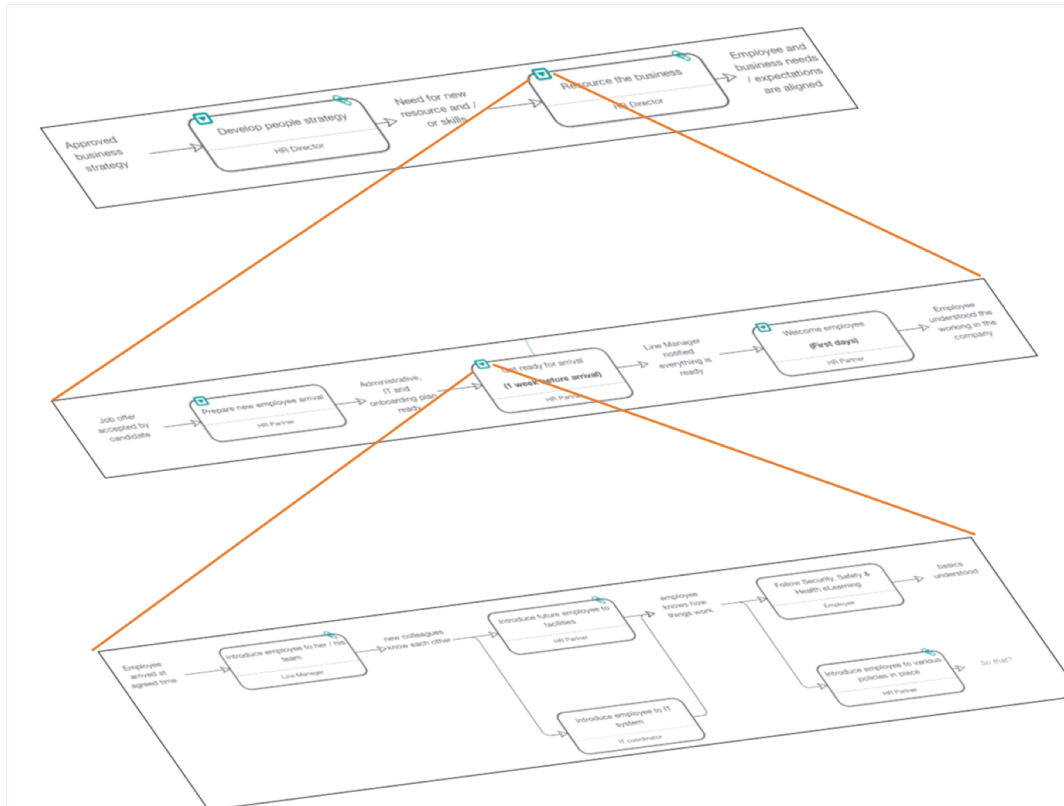 Approved
business
strategy
Develop people strategy
HR Director
Need for new
resource and /
or skills
Resource the business
HR Director
Employee and
business needs
/ expectations
are aligned
Job offer
accepted by
candidate
Prepare new employee arrival
HR Partner
Administrative,
IT and
onboarding plan
ready
Get ready for arrival
(1 week before arrival)
HR Partner
Line Manager
notified
everything is
ready
Welcome employee
(First days)
HR Partner
Employee
understood the
working in the
company
Employee
arrived at
agreed time
Introduce employee to her / his
team
Line Manager
new colleagues
know each other
Introduce future employee to
facilities
HR Partner
Introduce employee to IT
system
IT coordinator
employee
knows how
things work
Follow Security, Safety &
Health eLearning
Employee
basics
understood
Introduce employee to various
policies in place
HR Partner
So that?